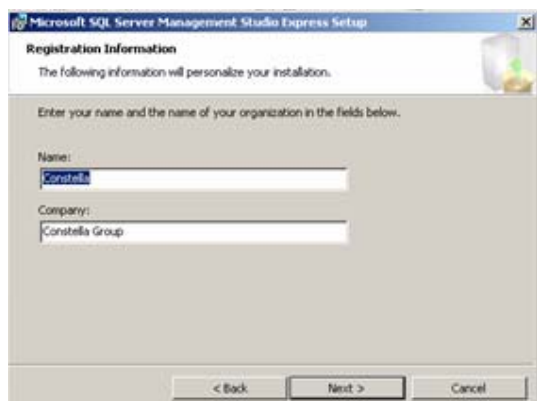 Microsoft SQL Server Management Studio Express Setup
Registration Information
The following information will personalize your installation.
Enter your name and the name of your organization in the fields below.
Name:
Constella
Company:
Constella Group
< Back
Next >
Cancel